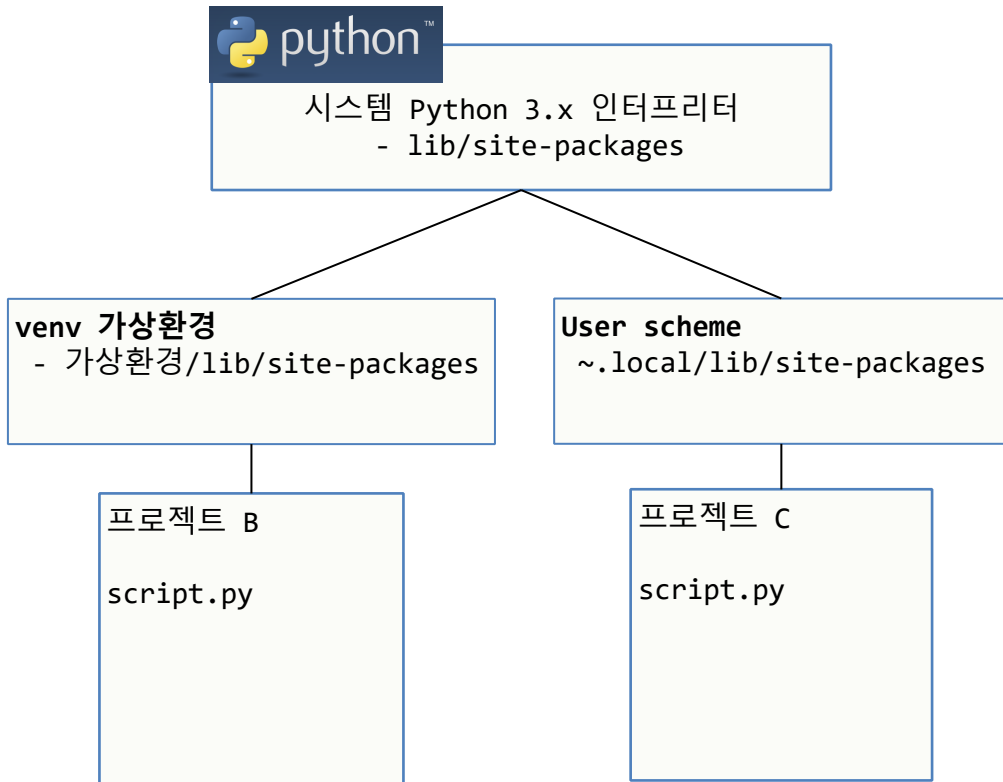 python™
시스템 Python 3.x 인터프리터
- lib/site-packages
venv 가상환경
- 가상환경/lib/site-packages
User scheme
~.local/lib/site-packages
프로젝트 B
script.py
프로젝트 C
script.py